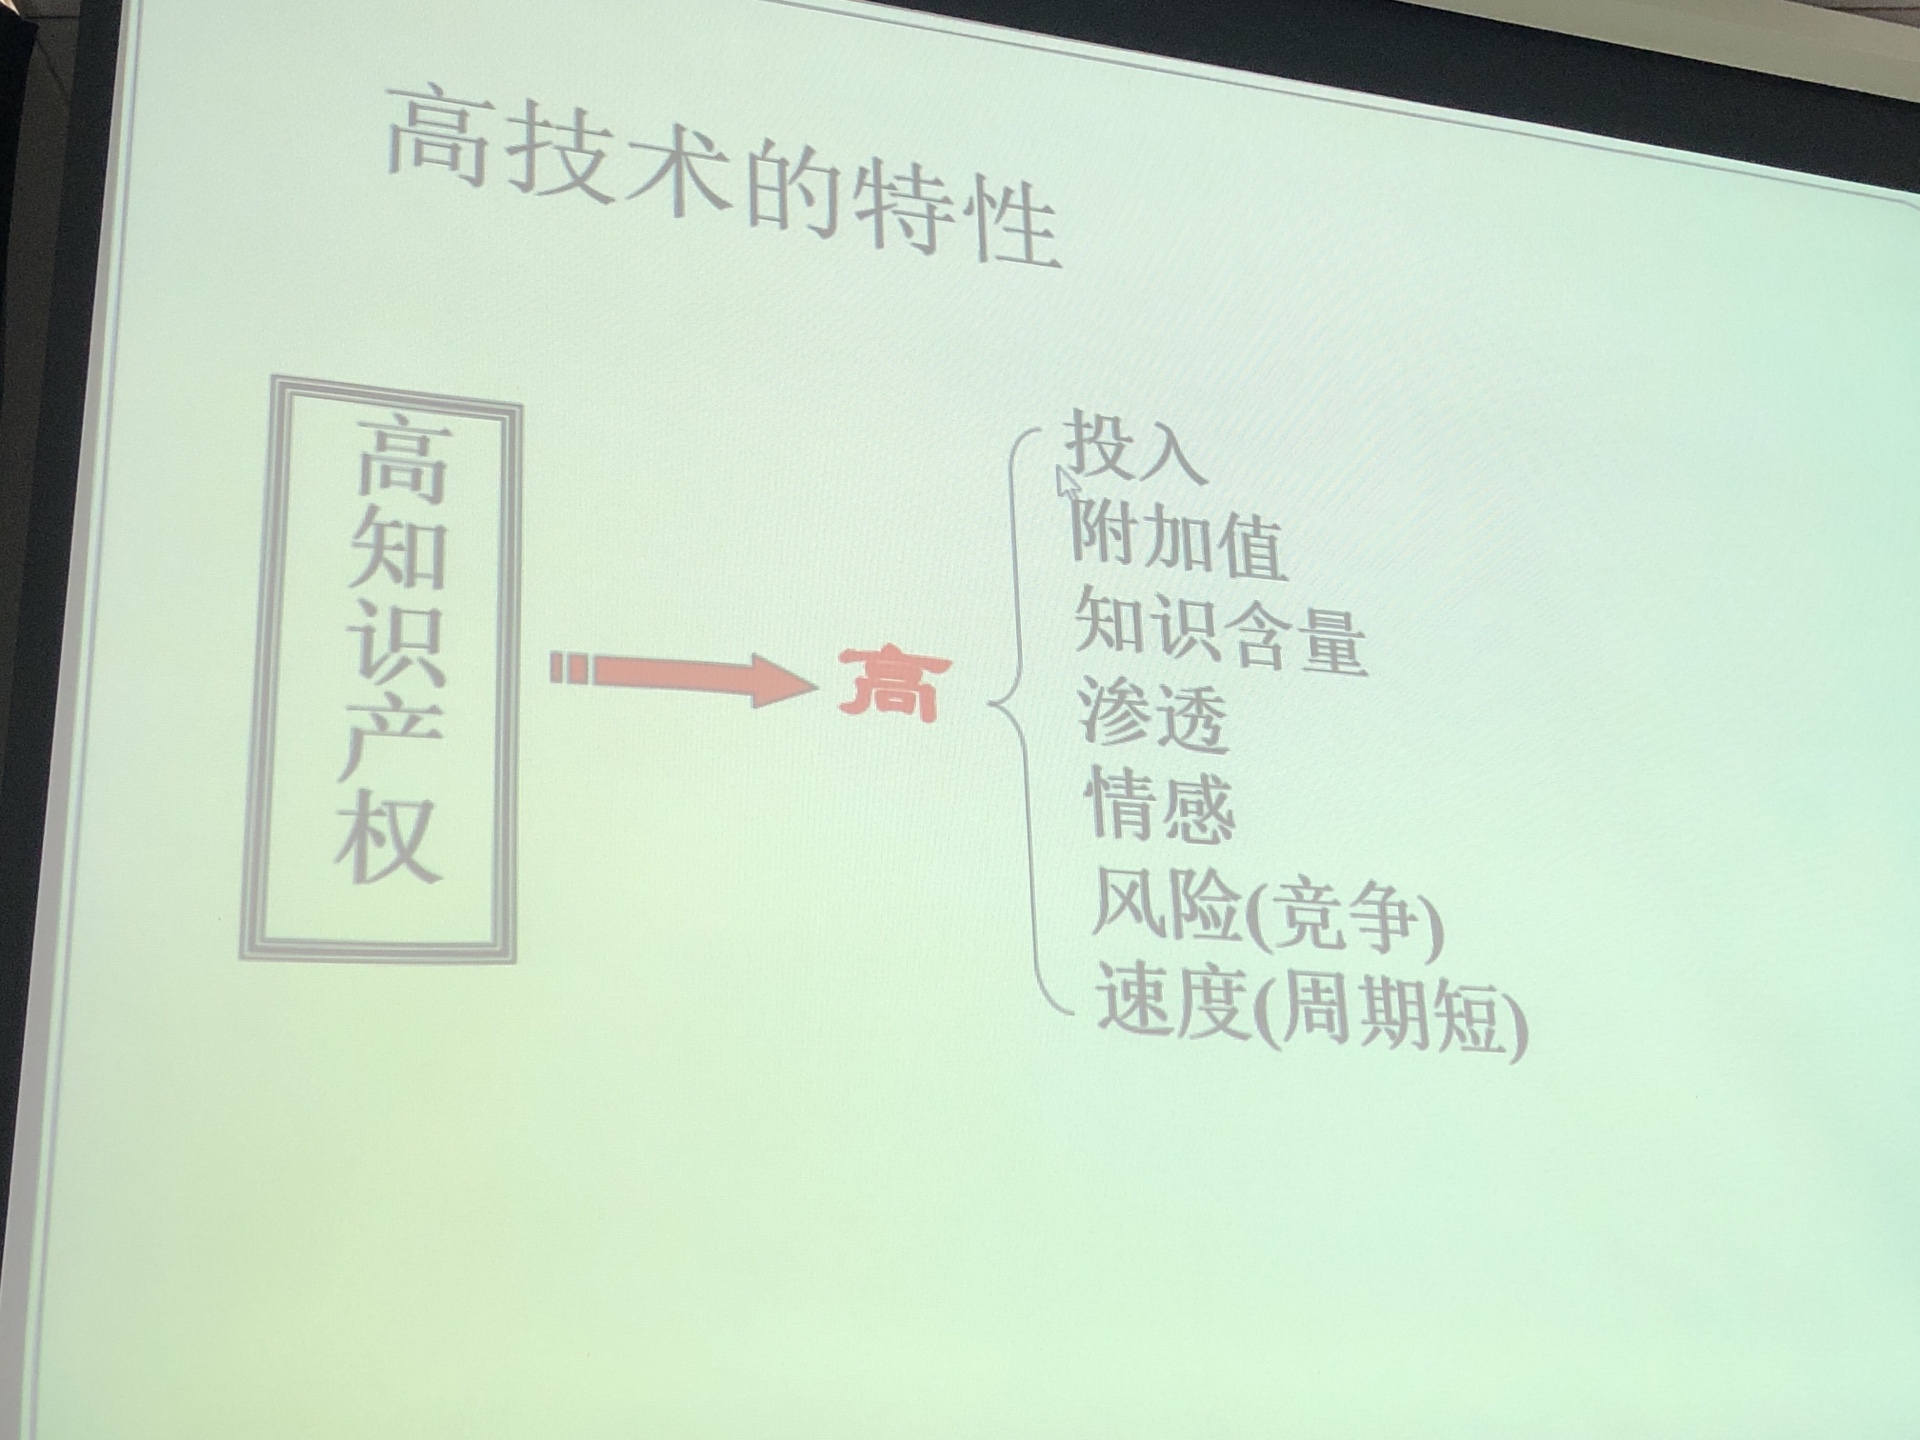 高技术的特性
高知识产权
高
投入
附加值
知识含量
渗透
情感
风险(竞争)
速度(周期短)